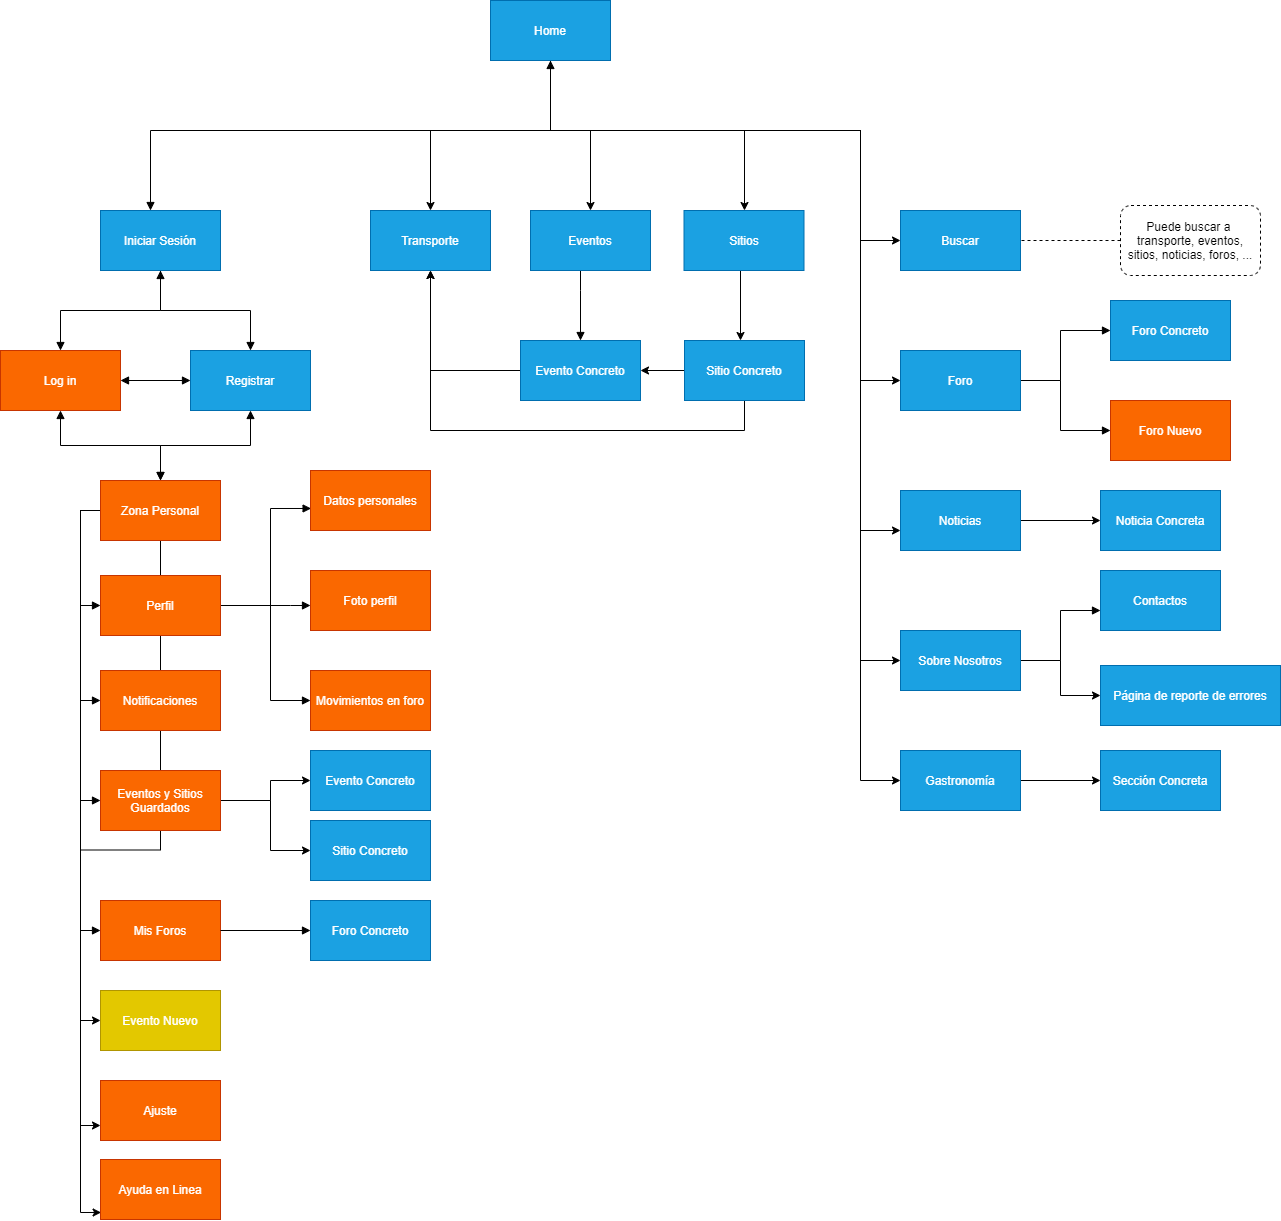 Home
Iniciar Sesión
Transporte
Eventos
Sitios
Buscar
Puede buscar a
transporte, eventos,
sitios, noticias, foros, ...
Log in
Registrar
Evento Concreto
Sitio Concreto
Foro
Foro Concreto
Foro Nuevo
Zona Personal
Datos personales
Noticias
Noticia Concreta
Perfil
Foto perfil
Contactos
Sobre Nosotros
Notificaciones
Movimientos en foro
Página de reporte de errores
Eventos y Sitios
Guardados
Evento Concreto
Sitio Concreto
Gastronomía
Sección Concreta
Mis Foros
Foro Concreto
Evento Nuevo
Ajuste
Ayuda en Linea